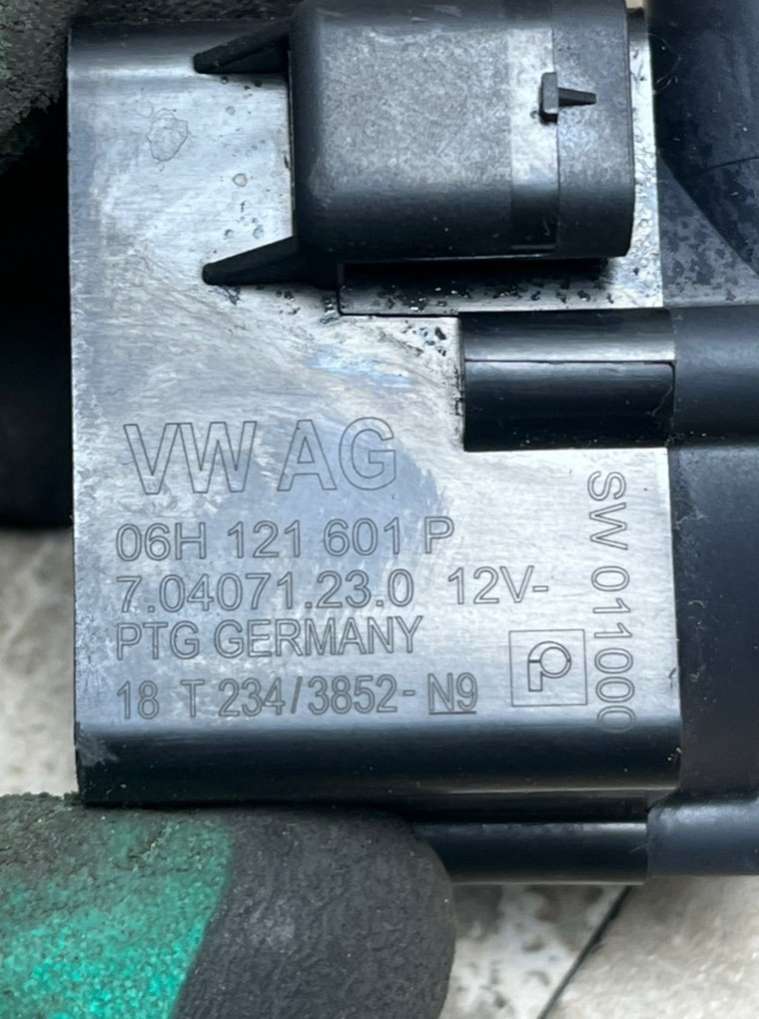 VW AG
06H 121 601 P
7.04071.23.0 12V-
PTG GERMANY
18 T 234/3852-N9
SW 011000